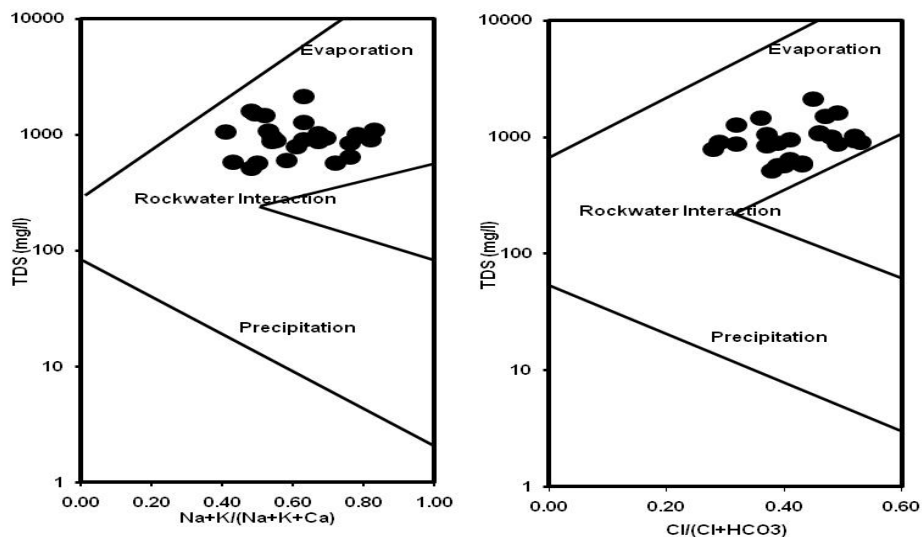 10000
1000
100
10
1
TDS (mg/l)
Evaporation
Rockwater Interaction
Precipitation
0.00 0.20 0.40 0.60 0.80 1.00
Na+K/(Na+K+Ca)
10000
1000
100
10
1
TDS (mg/l)
Evaporation
Rockwater Interaction
Precipitation
0.00 0.20 0.40 0.60
Cl/(Cl+HCO3)